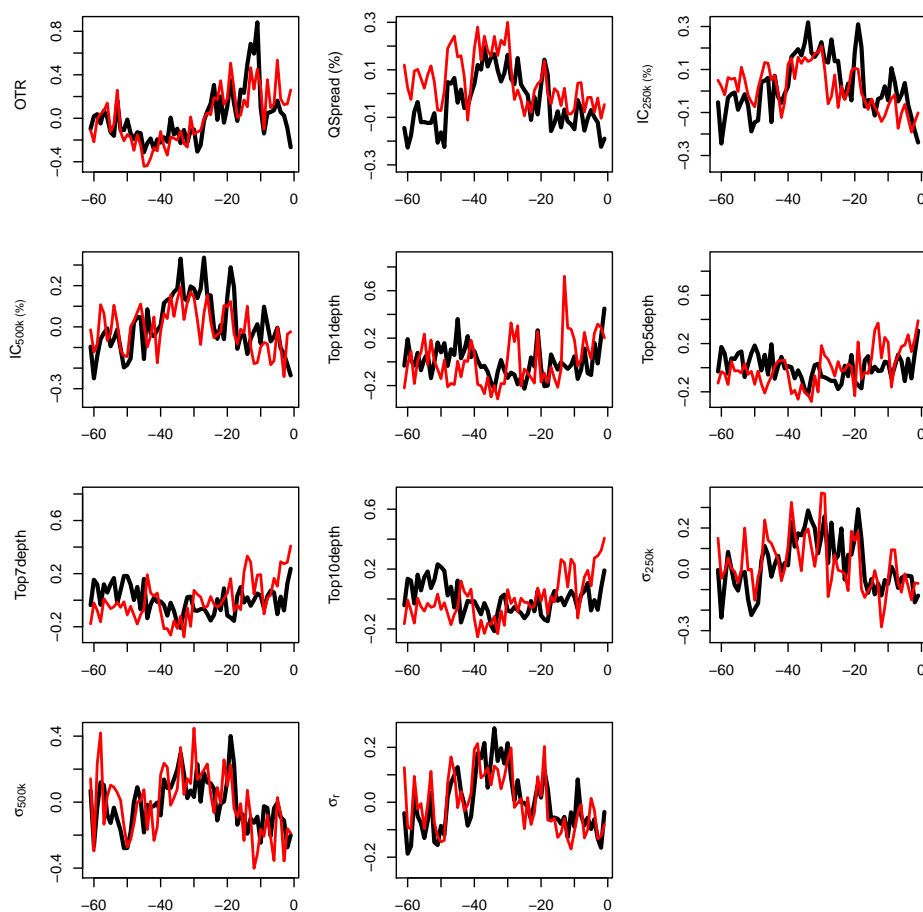 OTR
−0.4 0.0 0.4 0.8
−60 −40 −20 0
QSpread (%)
−0.3 −0.1 0.1 0.3
−60 −40 −20 0
IC250k (%)
−0.3 −0.1 0.1 0.3
−60 −40 −20 0
IC500k (%)
−0.3 0.0 0.2
−60 −40 −20 0
Top1depth
−0.2 0.2 0.6
−60 −40 −20 0
Top5depth
−0.2 0.2 0.6
−60 −40 −20 0
Top7depth
−0.2 0.2 0.6
−60 −40 −20 0
Top10depth
−0.2 0.2 0.6
−60 −40 −20 0
σ250k
−0.3 0.0 0.2
−60 −40 −20 0
σ500k
−0.4 0.0 0.4
−60 −40 −20 0
σr
−0.2 0.0 0.2
−60 −40 −20 0